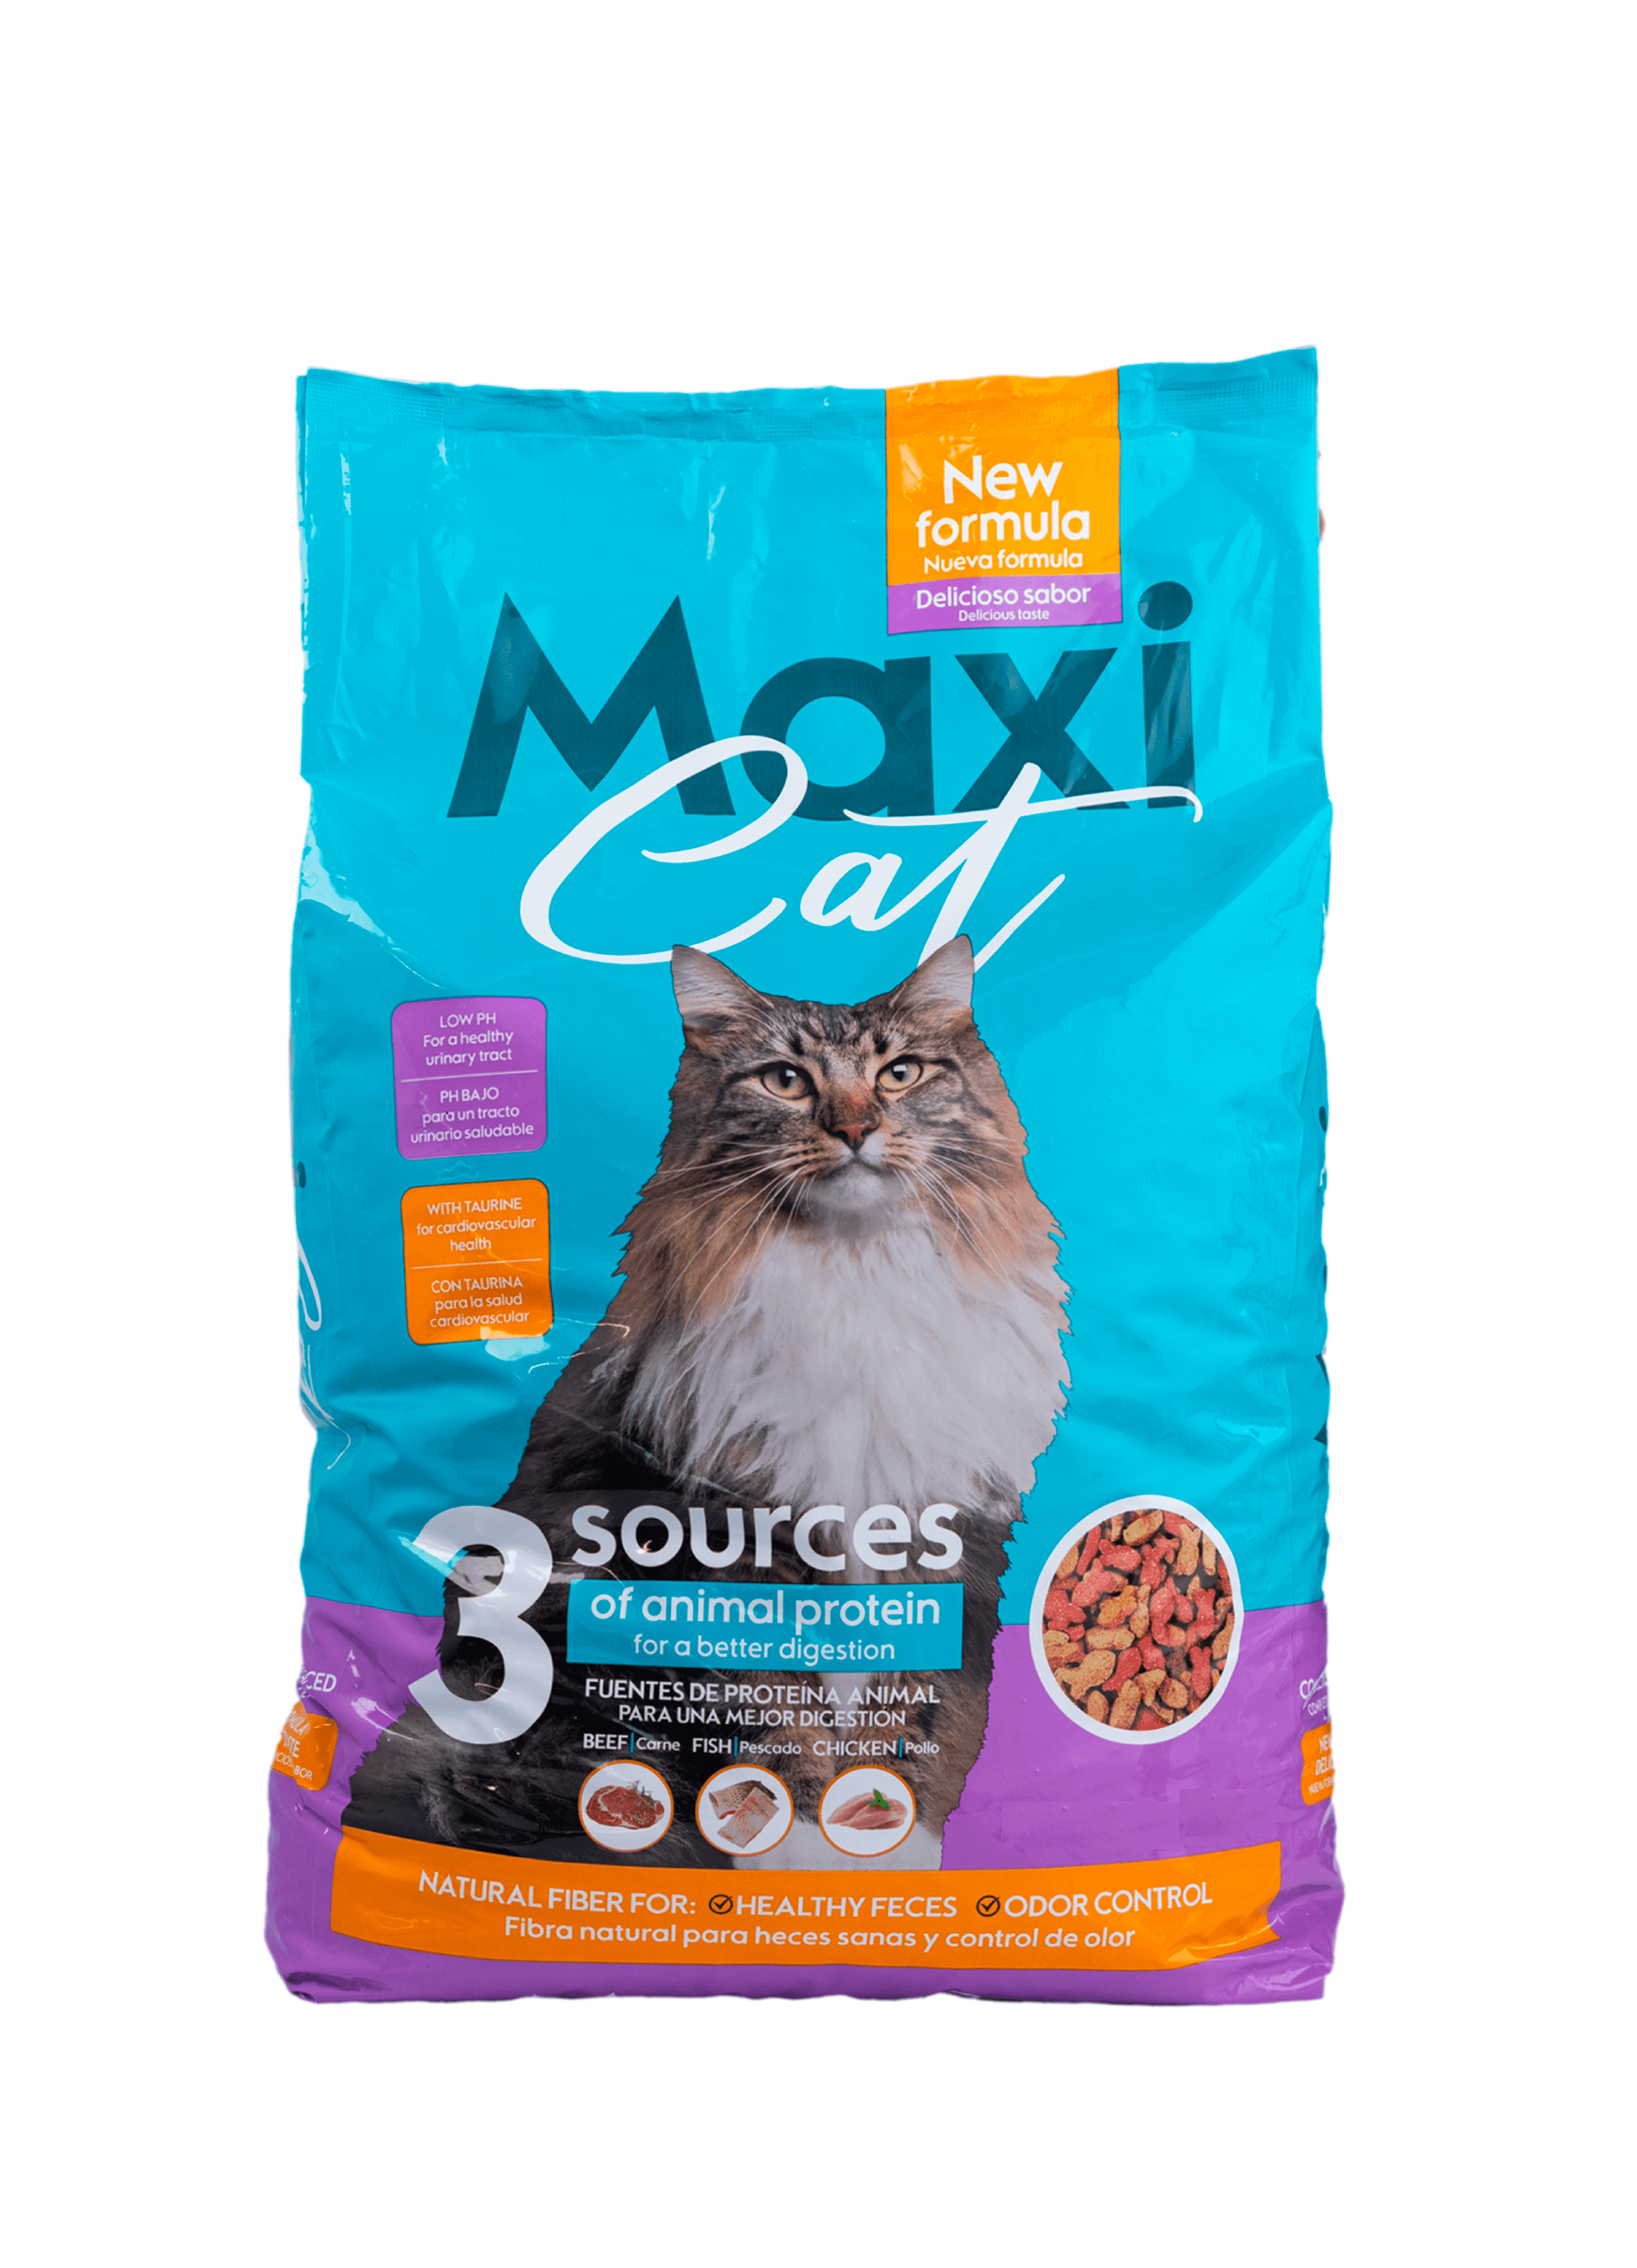 New
formula
Nueva fórmula
Delicioso sabor
Delicious taste
Maxi
Cat
LOW PH
For a healthy
urinary tract
PH BAJO
para un tracto
urinario saludable
WITH TAURINE
for cardiovascular
health
CON TAURINA
para la salud
cardiovascular
3 sources
of animal protein
for a better digestion
FUENTES DE PROTEÍNA ANIMAL
PARA UNA MEJOR DIGESTIÓN
BEEF|Carne FISH|Pescado CHICKEN|Pollo
NATURAL FIBER FOR: HEALTHY FECES ODOR CONTROL
Fibra natural para heces sanas y control de olor